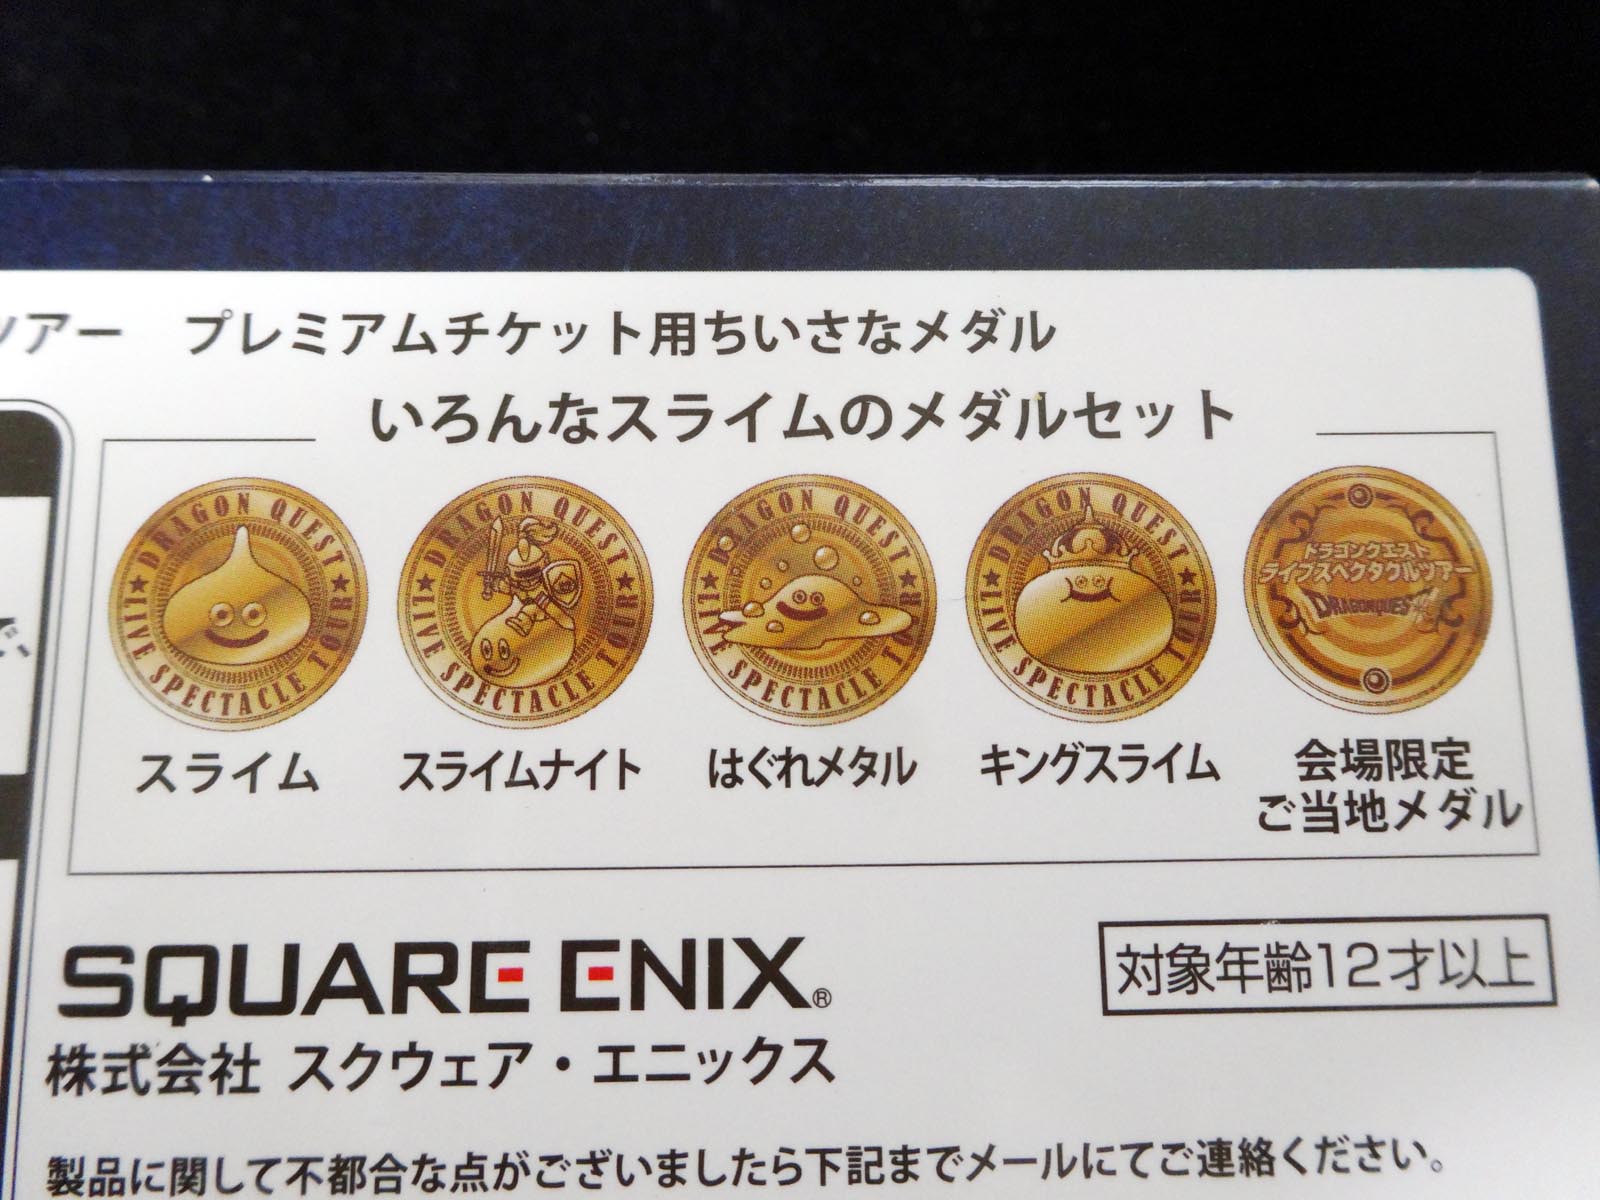 ツアー プレミアムチケット用ちいさなメダル
いろんなスライムのメダルセット
DRAGON QUEST ★ LIVE SPECTACLE TOUR ★
DRAGON QUEST ★ LIVE SPECTACLE TOUR ★
DRAGON QUEST ★ LIVE SPECTACLE TOUR ★
DRAGON QUEST ★ LIVE SPECTACLE TOUR ★
ドラゴンクエスト
ライブスペクタクルツアー
DRAGON QUEST
スライム
スライムナイト
はぐれメタル
キングスライム
会場限定
ご当地メダル
SQUARE ENIX®
対象年齢12才以上
株式会社 スクウェア・エニックス
製品に関して不都合な点がございましたら下記までメールにてご連絡ください。